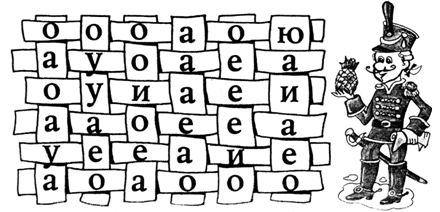 о о о а о ю
а у о а е а
о у и а е и
а а о е е а
у е е а и е
а о а о о о